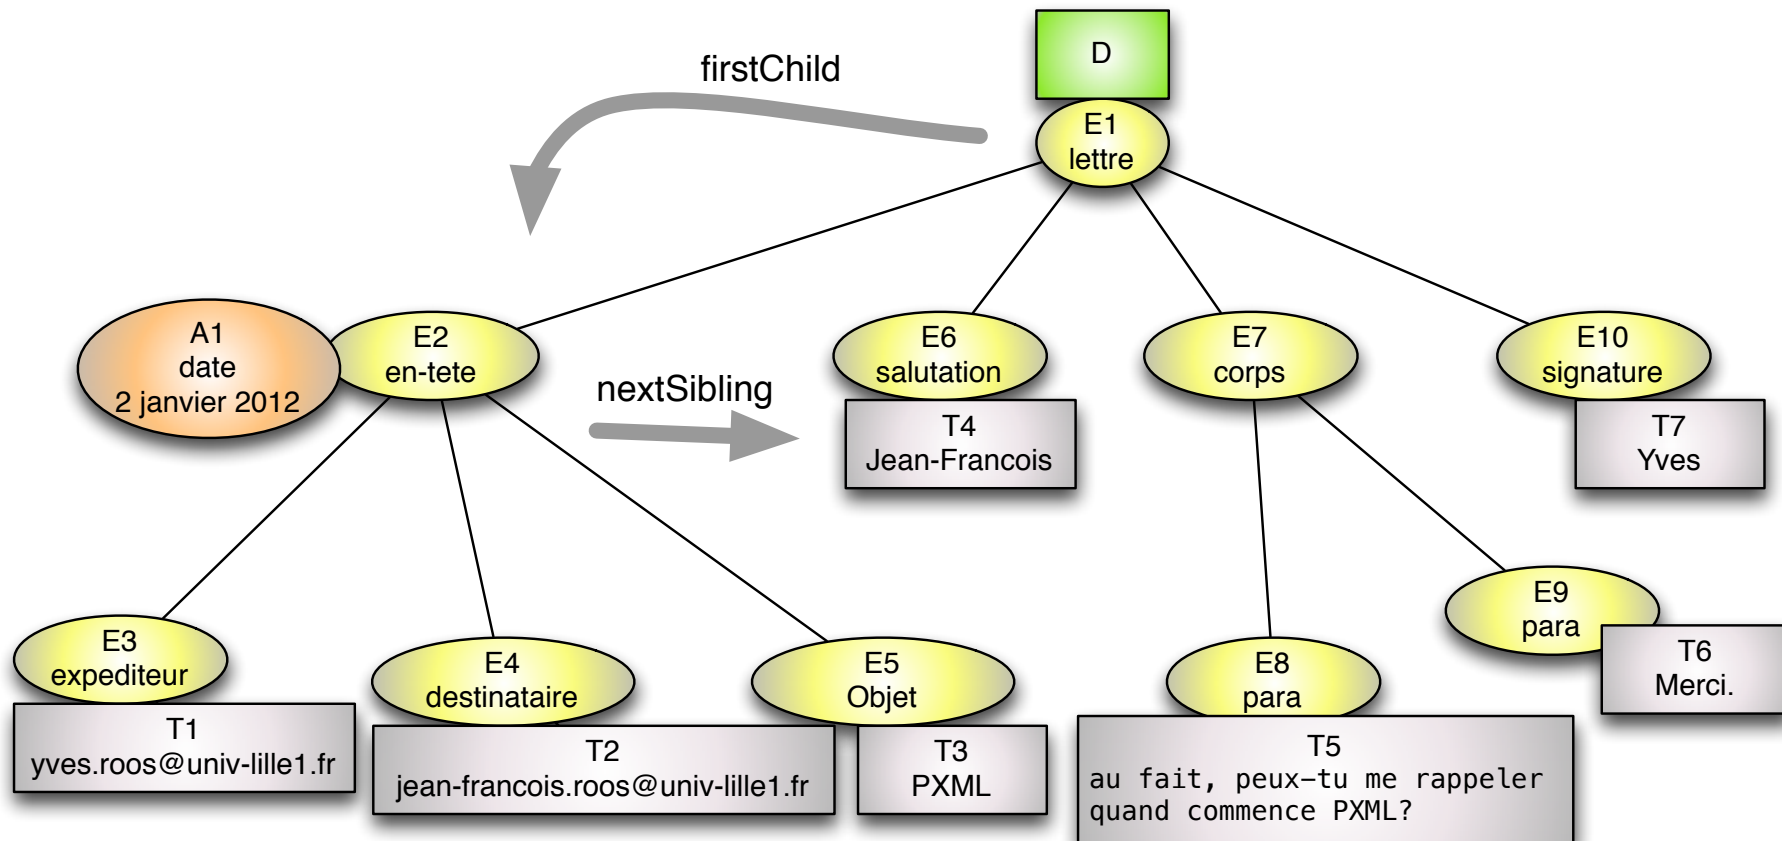 D
firstChild
E1
lettre
A1
date
2 janvier 2012
E2
en-tete
nextSibling
E6
salutation
T4
Jean-Francois
E7
corps
E10
signature
T7
Yves
E3
expediteur
T1
yves.roos@univ-lille1.fr
E4
destinataire
T2
jean-francois.roos@univ-lille1.fr
E5
Objet
T3
PXML
E8
para
T5
au fait, peux-tu me rappeler
quand commence PXML?
E9
para
T6
Merci.